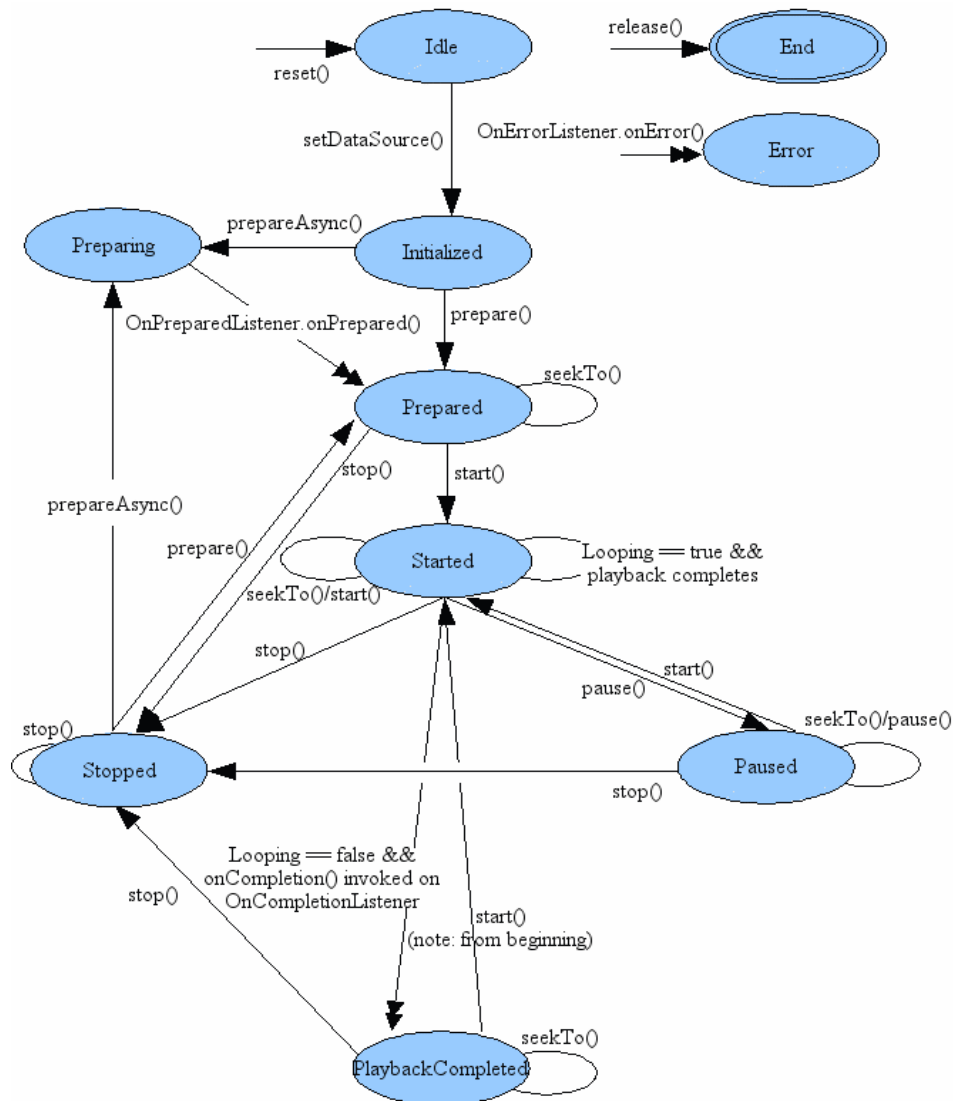 Idle
release()
End
reset()
setDataSource()
OnErrorListener.onError()
Error
prepareAsync()
Preparing
Initialized
OnPreparedListener.onPrepared()
prepare()
seekTo()
Prepared
stop()
start()
prepareAsync()
prepare()
Started
Looping == true &&
playback completes
seekTo()/start()
stop()
start()
pause()
stop()
seekTo()/pause()
Stopped
Paused
stop()
Looping == false &&
onCompletion() invoked on
OnCompletionListener
stop()
start()
(note: from beginning)
seekTo()
PlaybackCompleted